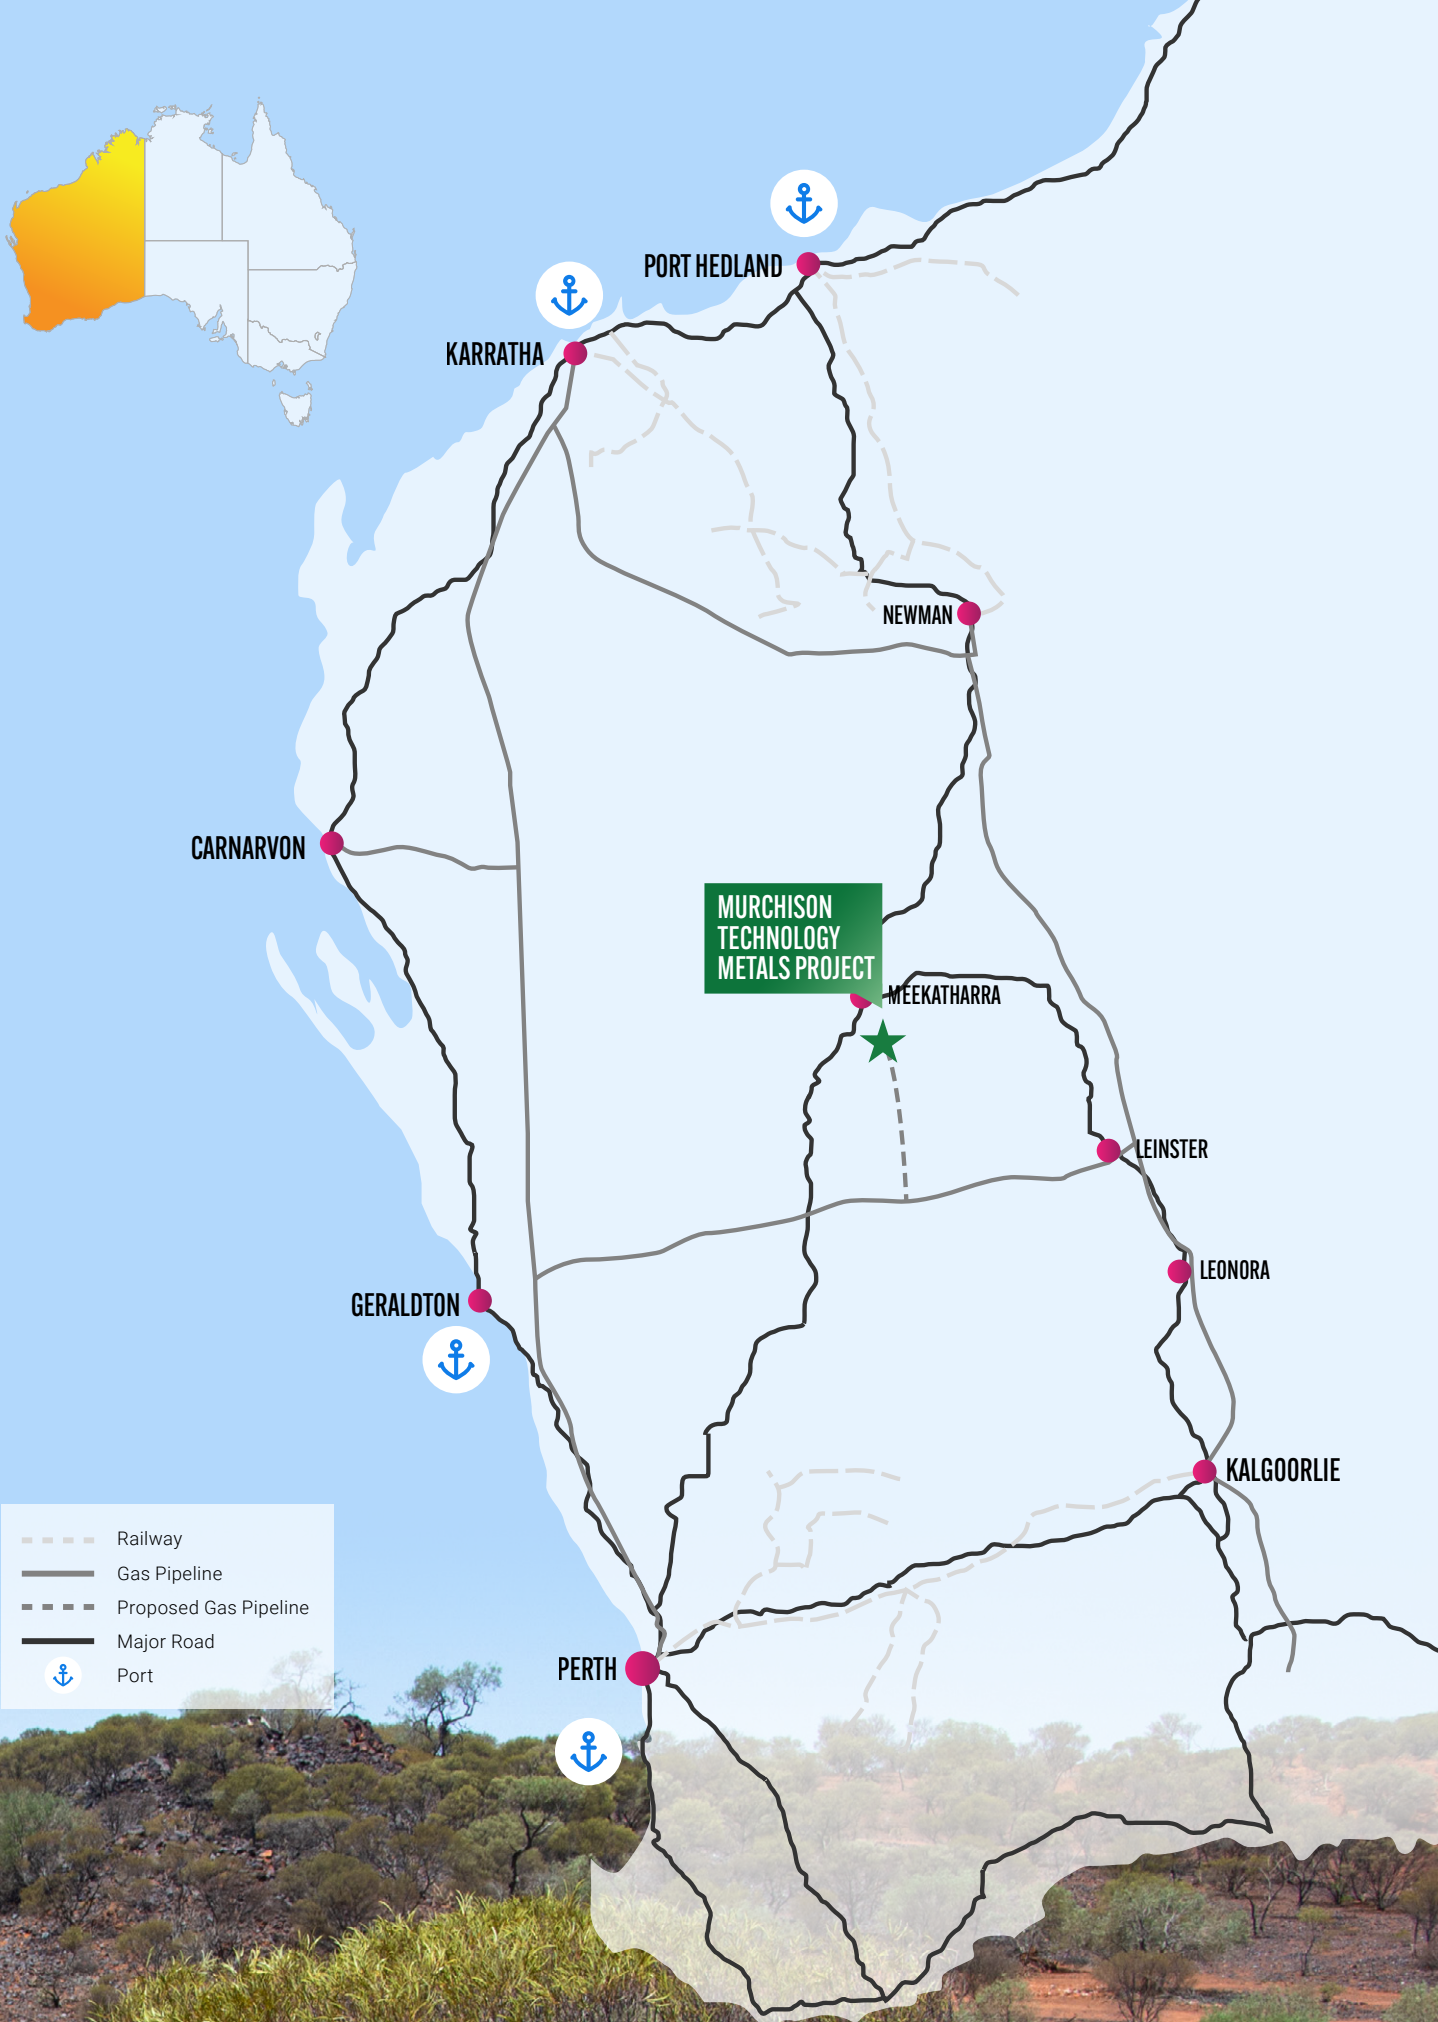 PORT HEDLAND
KARRATHA
NEWMAN
CARNARVON
MURCHISON
TECHNOLOGY
METALS PROJECT
MEEKATHARRA
LEINSTER
LEONORA
GERALDTON
KALGOORLIE
Railway
Gas Pipeline
Proposed Gas Pipeline
Major Road
Port
PERTH